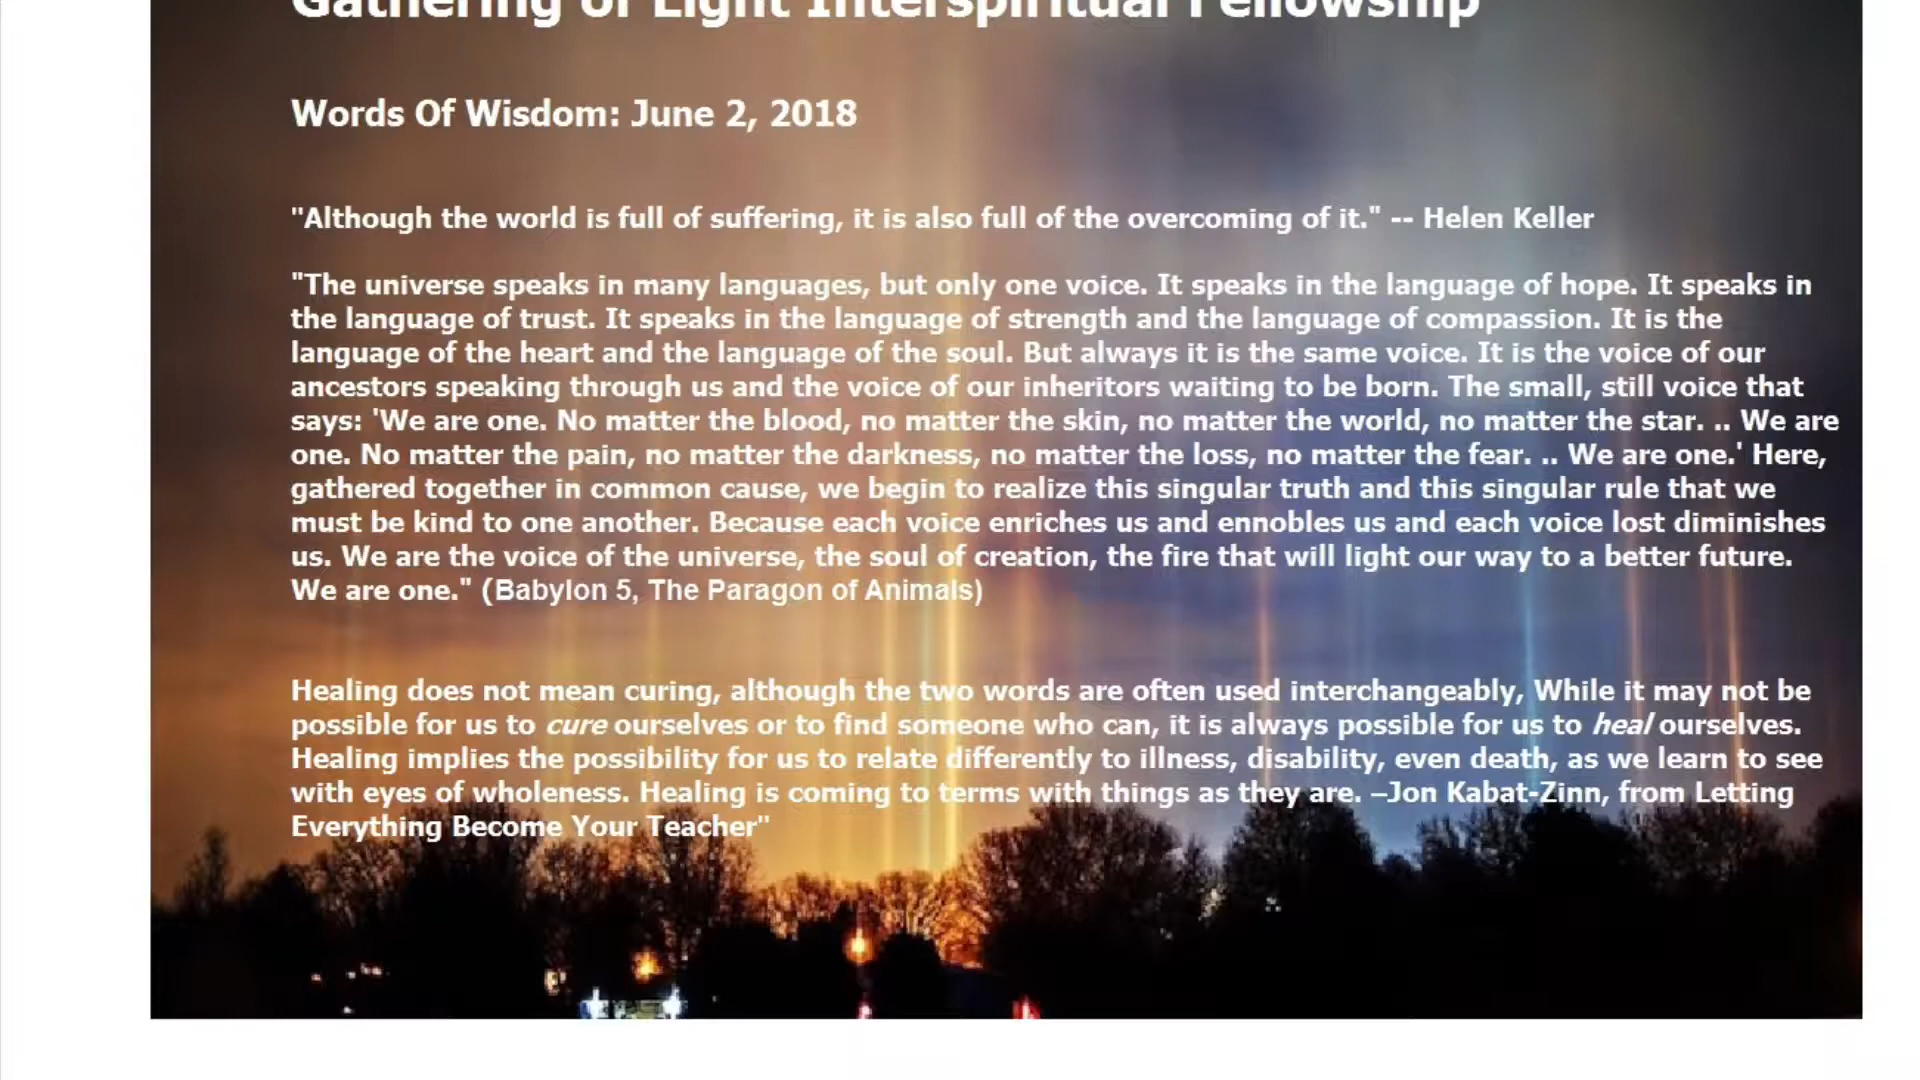 Gathering of Light Interspiritual Fellowship
Words Of Wisdom: June 2, 2018
"Although the world is full of suffering, it is also full of the overcoming of it." -- Helen Keller
"The universe speaks in many languages, but only one voice. It speaks in the language of hope. It speaks in
the language of trust. It speaks in the language of strength and the language of compassion. It is the
language of the heart and the language of the soul. But always it is the same voice. It is the voice of our
ancestors speaking through us and the voice of our inheritors waiting to be born. The small, still voice that
says: 'We are one. No matter the blood, no matter the skin, no matter the world, no matter the star. .. We are
one. No matter the pain, no matter the darkness, no matter the loss, no matter the fear. .. We are one.' Here,
gathered together in common cause, we begin to realize this singular truth and this singular rule that we
must be kind to one another. Because each voice enriches us and ennobles us and each voice lost diminishes
us. We are the voice of the universe, the soul of creation, the fire that will light our way to a better future.
We are one." (Babylon 5, The Paragon of Animals)
Healing does not mean curing, although the two words are often used interchangeably, While it may not be
possible for us to cure ourselves or to find someone who can, it is always possible for us to heal ourselves.
Healing implies the possibility for us to relate differently to illness, disability, even death, as we learn to see
with eyes of wholeness. Healing is coming to terms with things as they are. –Jon Kabat-Zinn, from Letting
Everything Become Your Teacher"